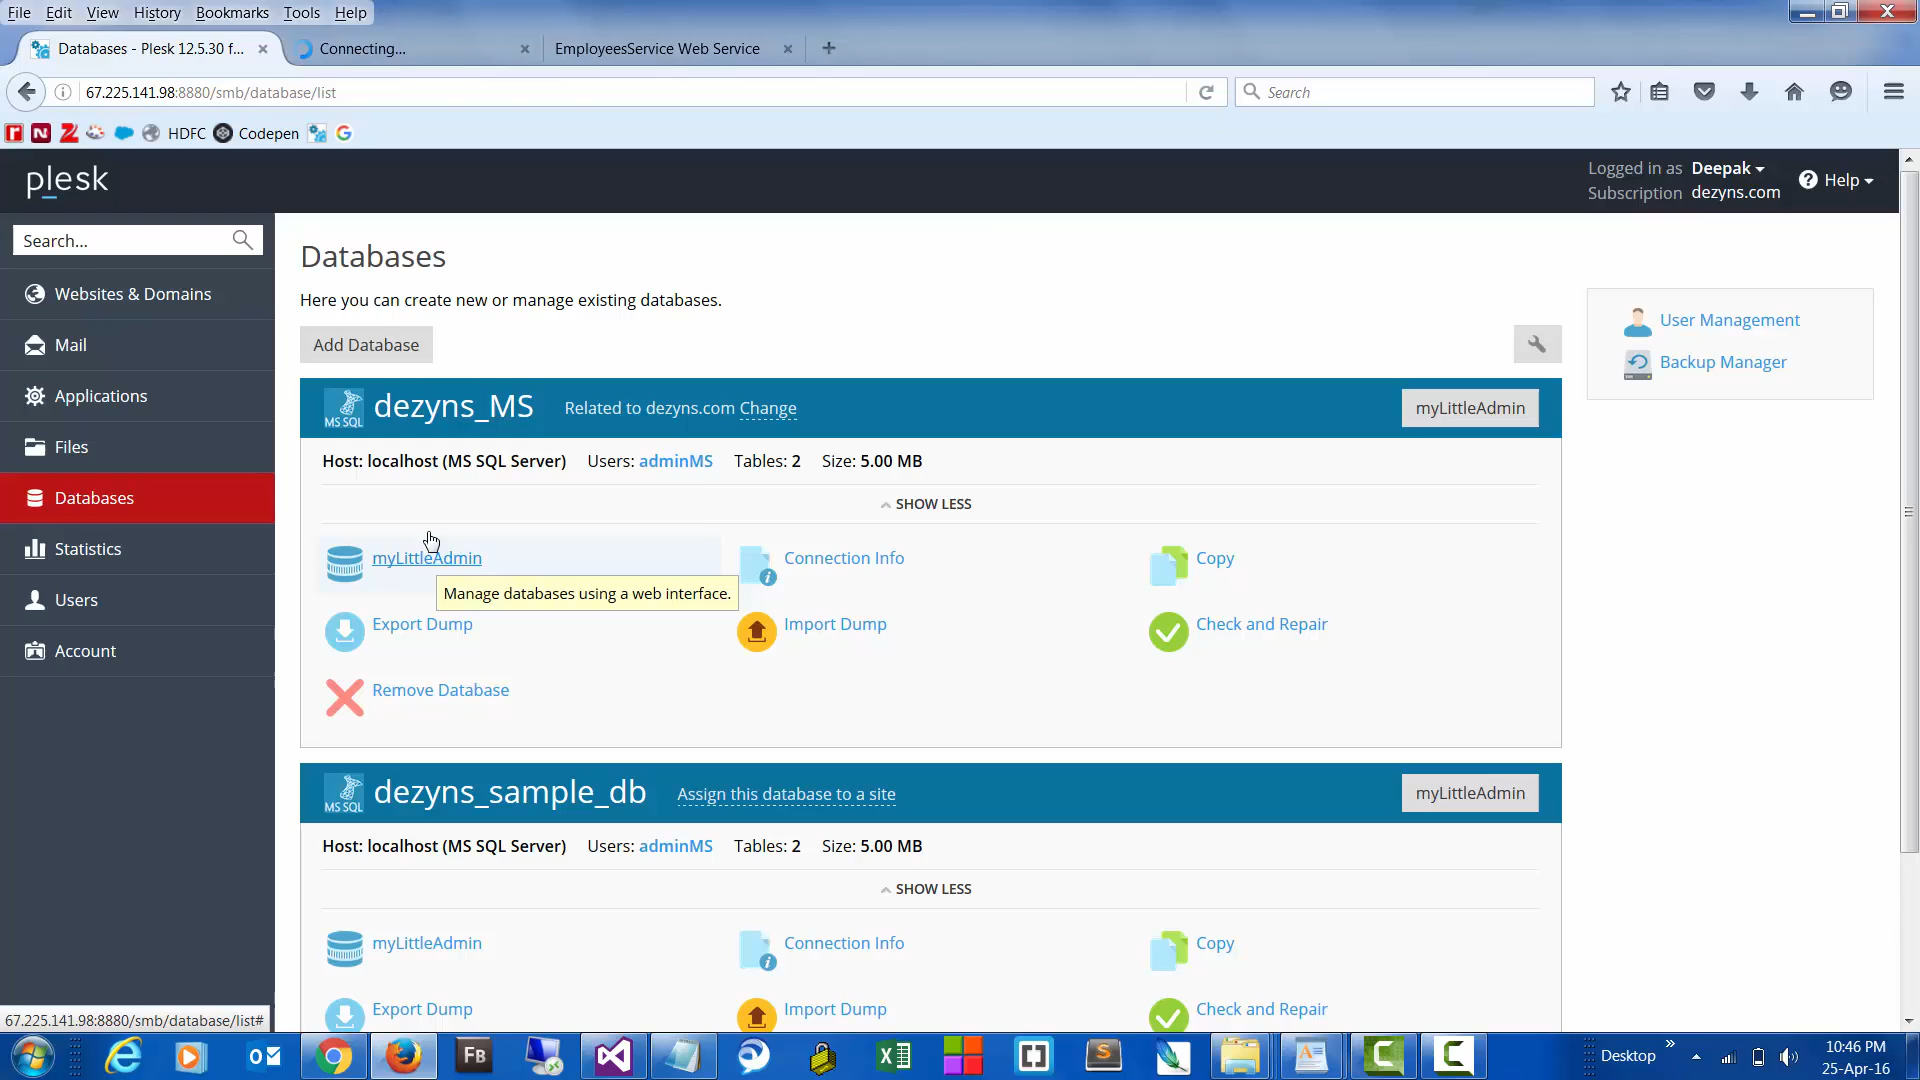 File Edit View History Bookmarks Tools Help
Databases - Plesk 12.5.30 f...
Connecting...
EmployeesService Web Service
67.225.141.98:8880/smb/database/list
Search
HDFC
Codepen
plesk
Logged in as Deepak
Subscription dezyns.com
Help
Search...
Websites & Domains
Mail
Applications
Files
Databases
Statistics
Users
Account
Databases
Here you can create new or manage existing databases.
Add Database
User Management
Backup Manager
MS SQL
dezyns_MS
Related to dezyns.com Change
myLittleAdmin
Host: localhost (MS SQL Server) Users: adminMS Tables: 2 Size: 5.00 MB
SHOW LESS
myLittleAdmin
Connection Info
Copy
Manage databases using a web interface.
Export Dump
Import Dump
Check and Repair
Remove Database
MS SQL
dezyns_sample_db
Assign this database to a site
myLittleAdmin
Host: localhost (MS SQL Server) Users: adminMS Tables: 2 Size: 5.00 MB
SHOW LESS
myLittleAdmin
Connection Info
Copy
Export Dump
Import Dump
Check and Repair
67.225.141.98:8880/smb/database/list#
FB
Desktop
10:46 PM
25-Apr-16